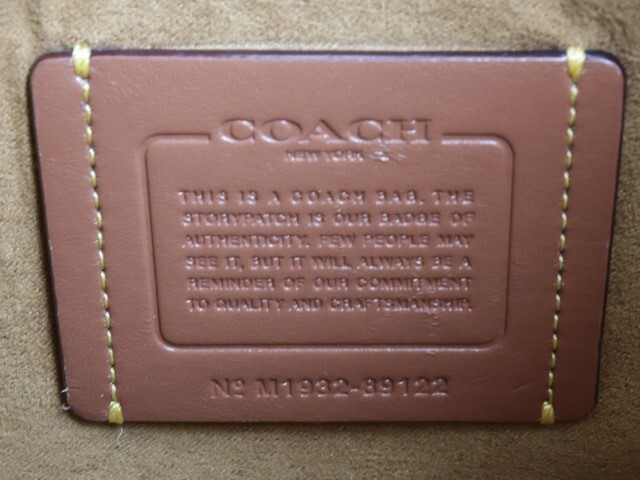 COACH
NEW YORK
THIS IS A COACH BAG. THE
STORYPATCH IS OUR BADGE OF
AUTHENTICITY. FEW PEOPLE MAY
SEE IT, BUT IT WILL ALWAYS BE A
REMINDER OF OUR COMMITMENT
TO QUALITY AND CRAFTSMANSHIP.
Nº M1932-89122